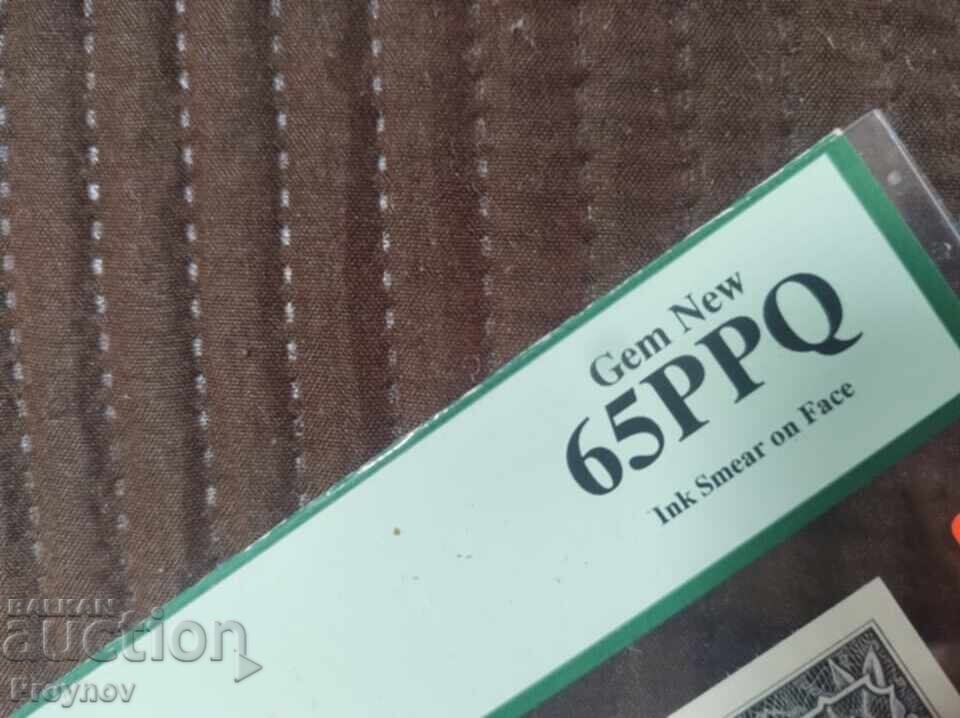 Gem New
65PPQ
Ink Smear on Face
BALKAN
auction
Proynov